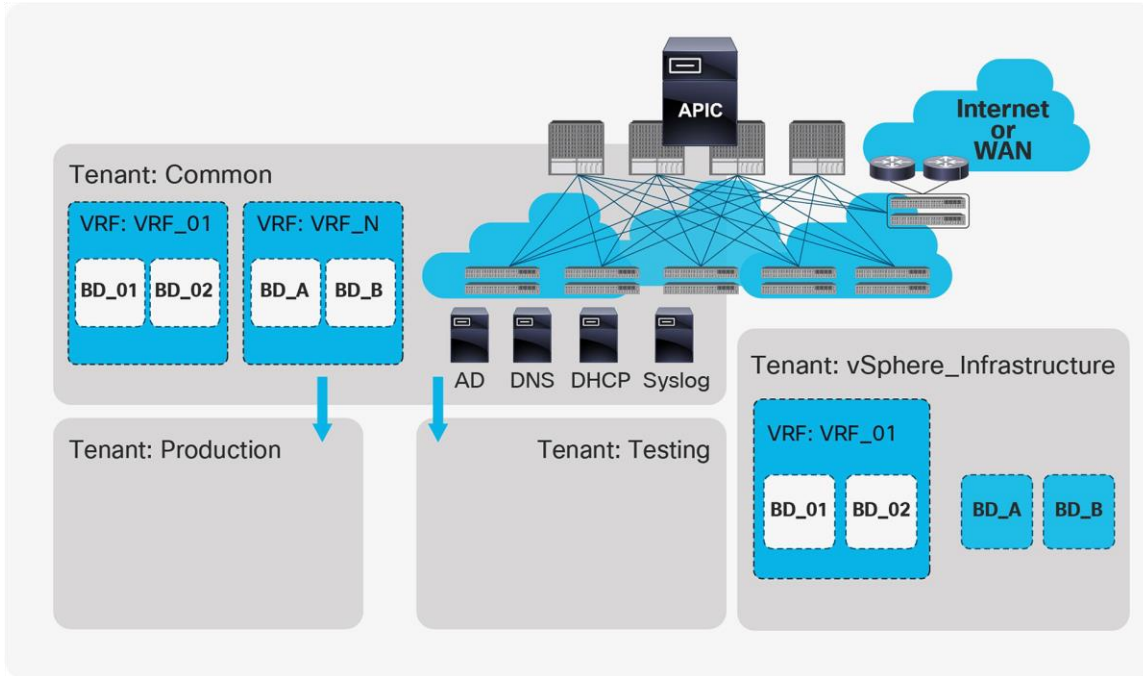 APIC
Internet
or
WAN
Tenant: Common
VRF: VRF_01
VRF: VRF_N
BD_01
BD_02
BD_A
BD_B
AD
DNS
DHCP
Syslog
Tenant: Production
Tenant: Testing
Tenant: vSphere_Infrastructure
VRF: VRF_01
BD_01
BD_02
BD_A
BD_B